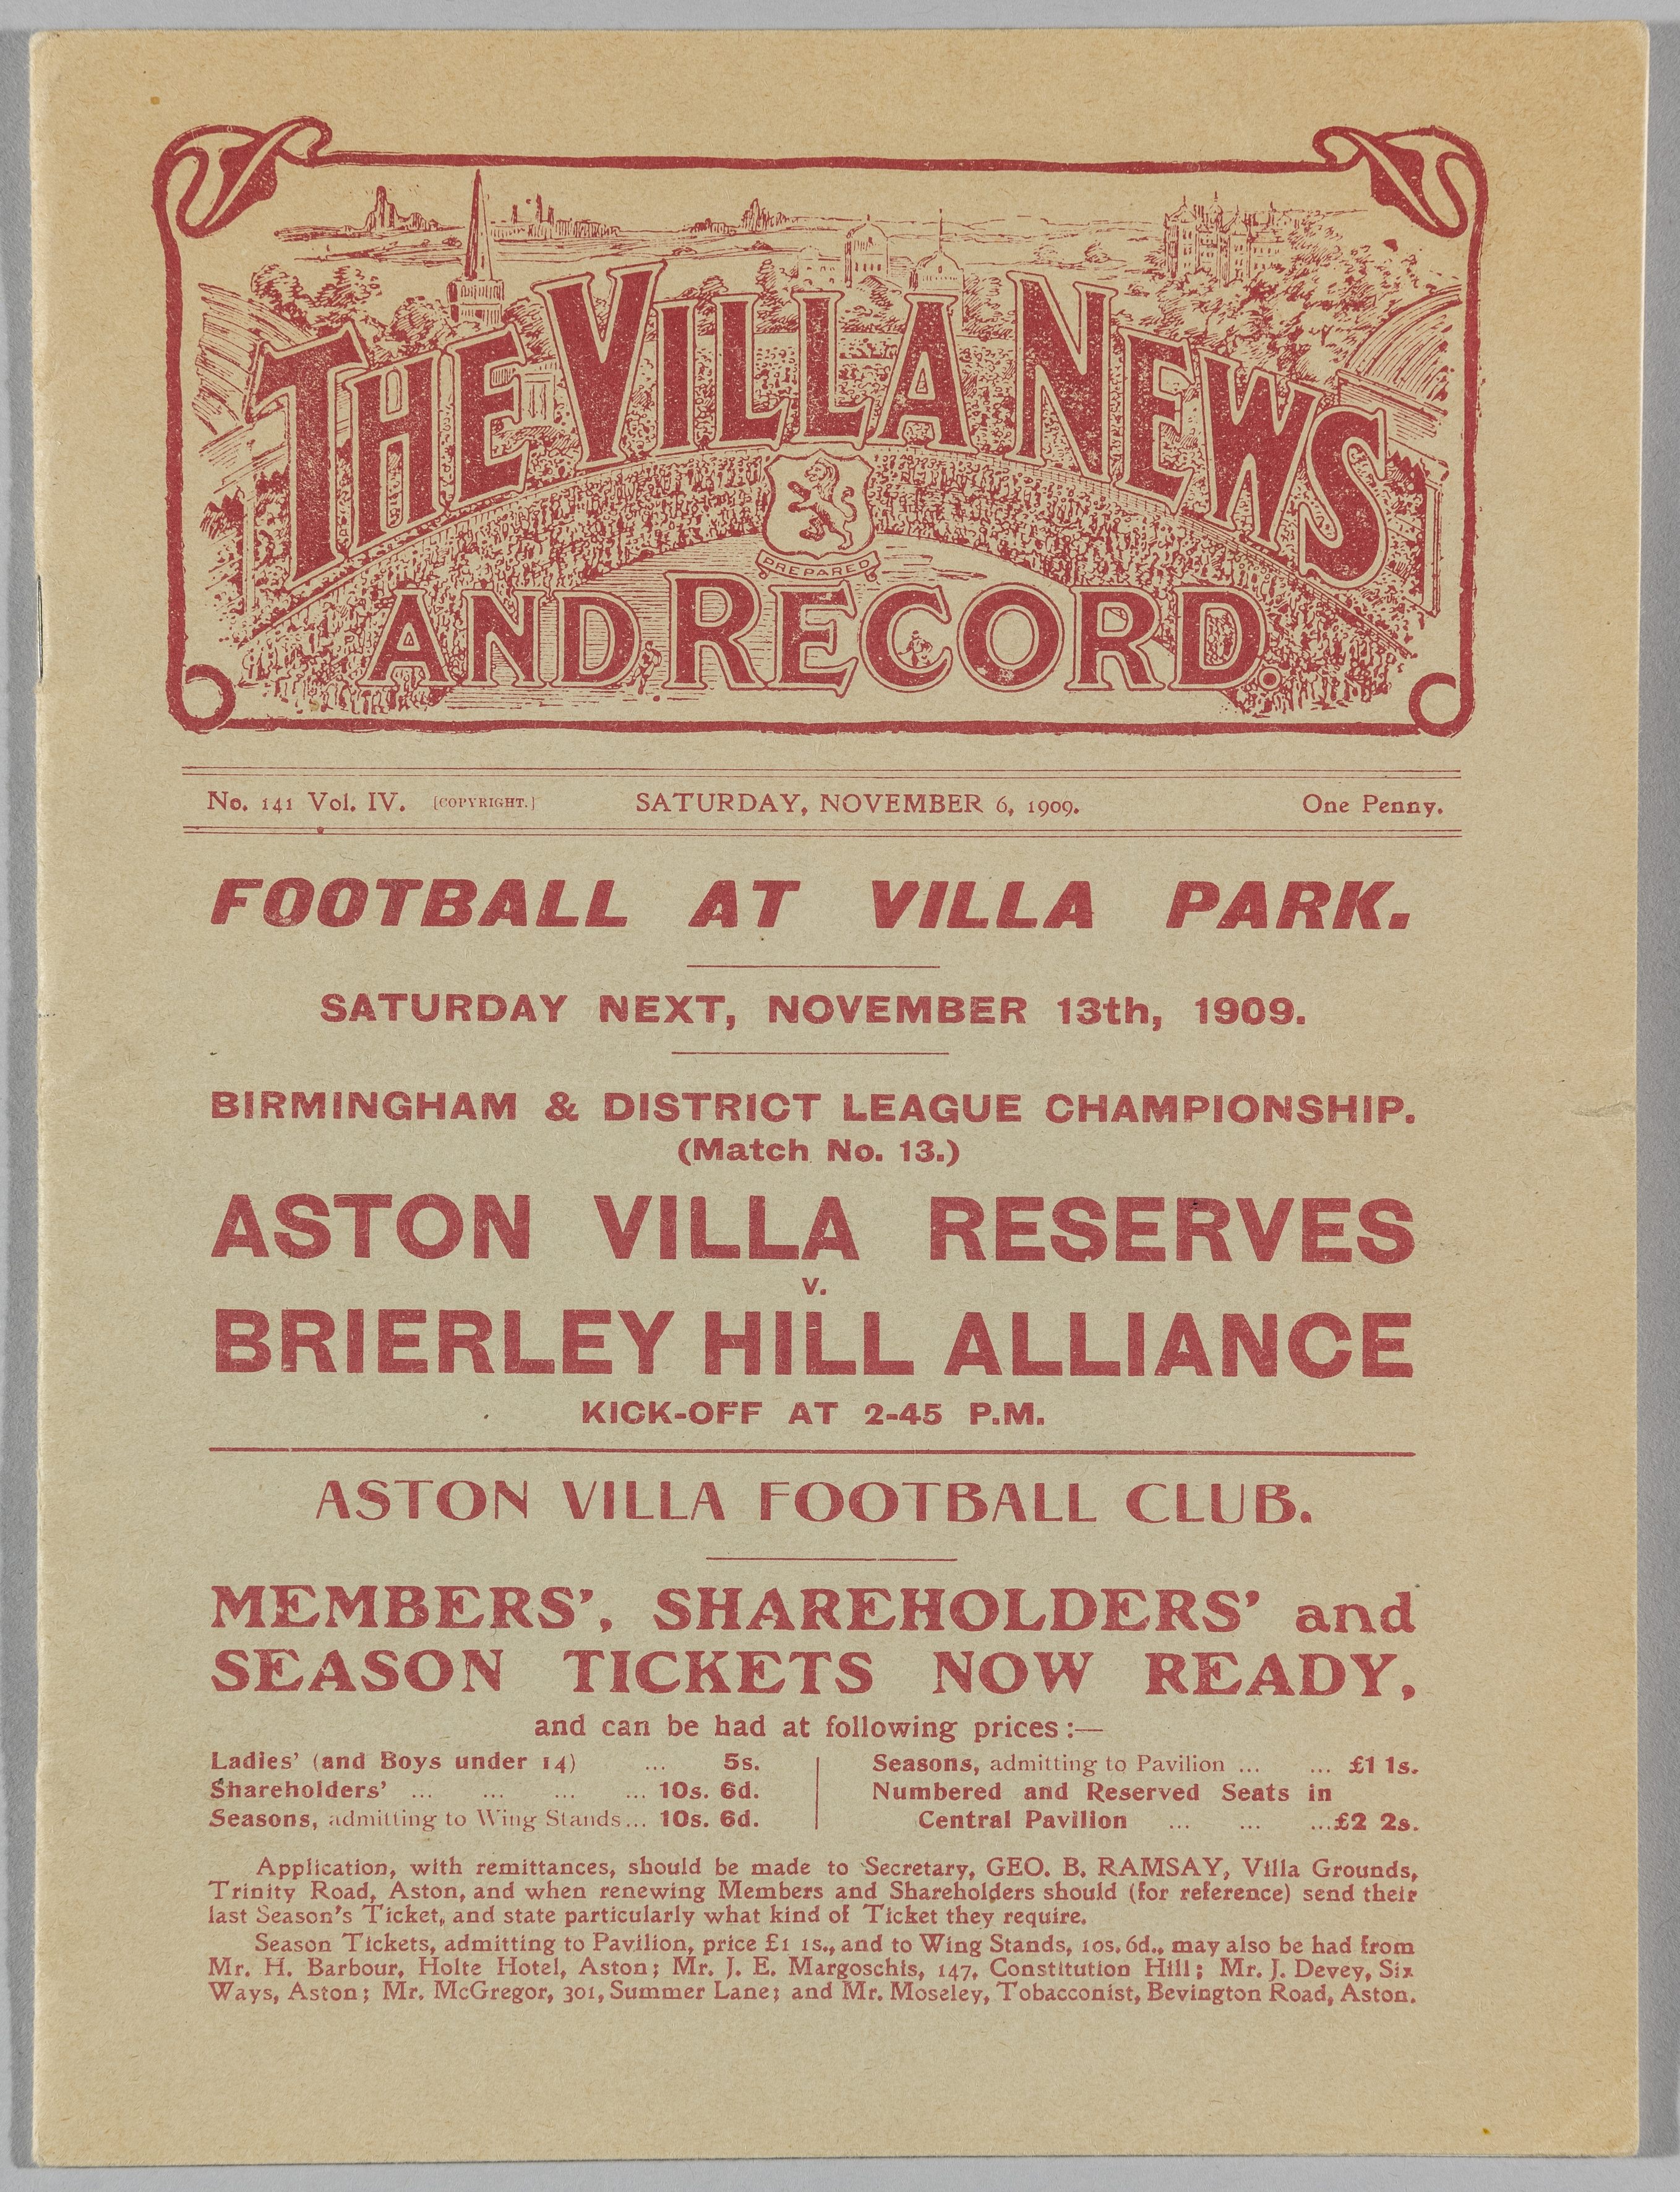 THE VILLA NEWS
PREPARED
AND RECORD.
No. 141 Vol. IV. [COPYRIGHT.] SATURDAY, NOVEMBER 6, 1909. One Penny.
FOOTBALL AT VILLA PARK.
SATURDAY NEXT, NOVEMBER 13th, 1909.
BIRMINGHAM & DISTRICT LEAGUE CHAMPIONSHIP.
(Match No. 13.)
ASTON VILLA RESERVES
v.
BRIERLEY HILL ALLIANCE
KICK-OFF AT 2-45 P.M.
ASTON VILLA FOOTBALL CLUB.
MEMBERS', SHAREHOLDERS' and
SEASON TICKETS NOW READY,
and can be had at following prices :—
Ladies' (and Boys under 14) ... 5s.
Shareholders' ... ... ... ... 10s. 6d.
Seasons, admitting to Wing Stands... 10s. 6d.
Seasons, admitting to Pavilion ... ... £1 1s.
Numbered and Reserved Seats in
Central Pavilion ... ... ...£2 2s.
Application, with remittances, should be made to Secretary, GEO. B. RAMSAY, Villa Grounds,
Trinity Road, Aston, and when renewing Members and Shareholders should (for reference) send their
last Season's Ticket, and state particularly what kind of Ticket they require.
Season Tickets, admitting to Pavilion, price £1 1s., and to Wing Stands, 10s. 6d., may also be had from
Mr. H. Barbour, Holte Hotel, Aston; Mr. J. E. Margoschis, 147, Constitution Hill; Mr. J. Devey, Six
Ways, Aston; Mr. McGregor, 301, Summer Lane; and Mr. Moseley, Tobacconist, Bevington Road, Aston.